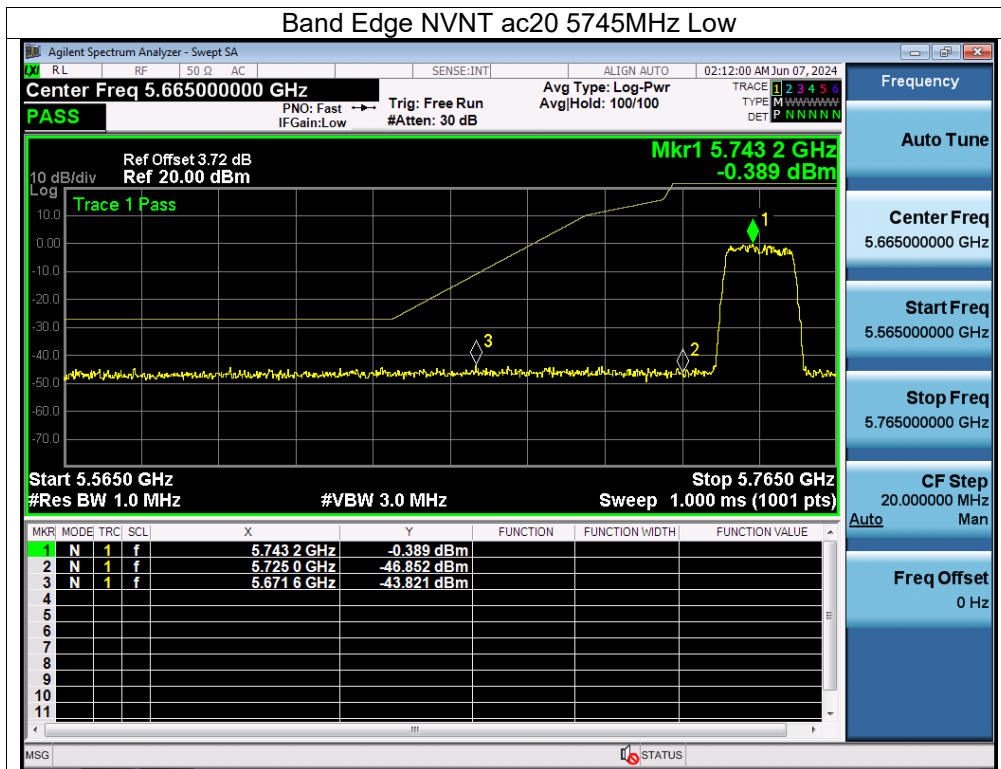 Band Edge NVNT ac20 5745MHz Low
Agilent Spectrum Analyzer - Swept SA
LXI RL RF 50 Ω AC SENSE:INT ALIGN AUTO 02:12:00 AM Jun 07, 2024
Center Freq 5.665000000 GHz
PASS
PNO: Fast
IFGain:Low
Trig: Free Run
#Atten: 30 dB
Avg Type: Log-Pwr
Avg|Hold: 100/100
TRACE 1 2 3 4 5 6
TYPE M W W W W W
DET P N N N N N
Mkr1 5.743 2 GHz
-0.389 dBm
Ref Offset 3.72 dB
10 dB/div Ref 20.00 dBm
Log
Trace 1 Pass
10.0
0.00
-10.0
-20.0
-30.0
-40.0
-50.0
-60.0
-70.0
1
2
3
Start 5.5650 GHz Stop 5.7650 GHz
#Res BW 1.0 MHz #VBW 3.0 MHz Sweep 1.000 ms (1001 pts)
MKR MODE TRC SCL X Y FUNCTION FUNCTION WIDTH FUNCTION VALUE
1 N 1 f 5.743 2 GHz -0.389 dBm
2 N 1 f 5.725 0 GHz -46.852 dBm
3 N 1 f 5.671 6 GHz -43.821 dBm
4
5
6
7
8
9
10
11
MSG STATUS
Frequency
Auto Tune
Center Freq
5.665000000 GHz
Start Freq
5.565000000 GHz
Stop Freq
5.765000000 GHz
CF Step
20.000000 MHz
Auto Man
Freq Offset
0 Hz